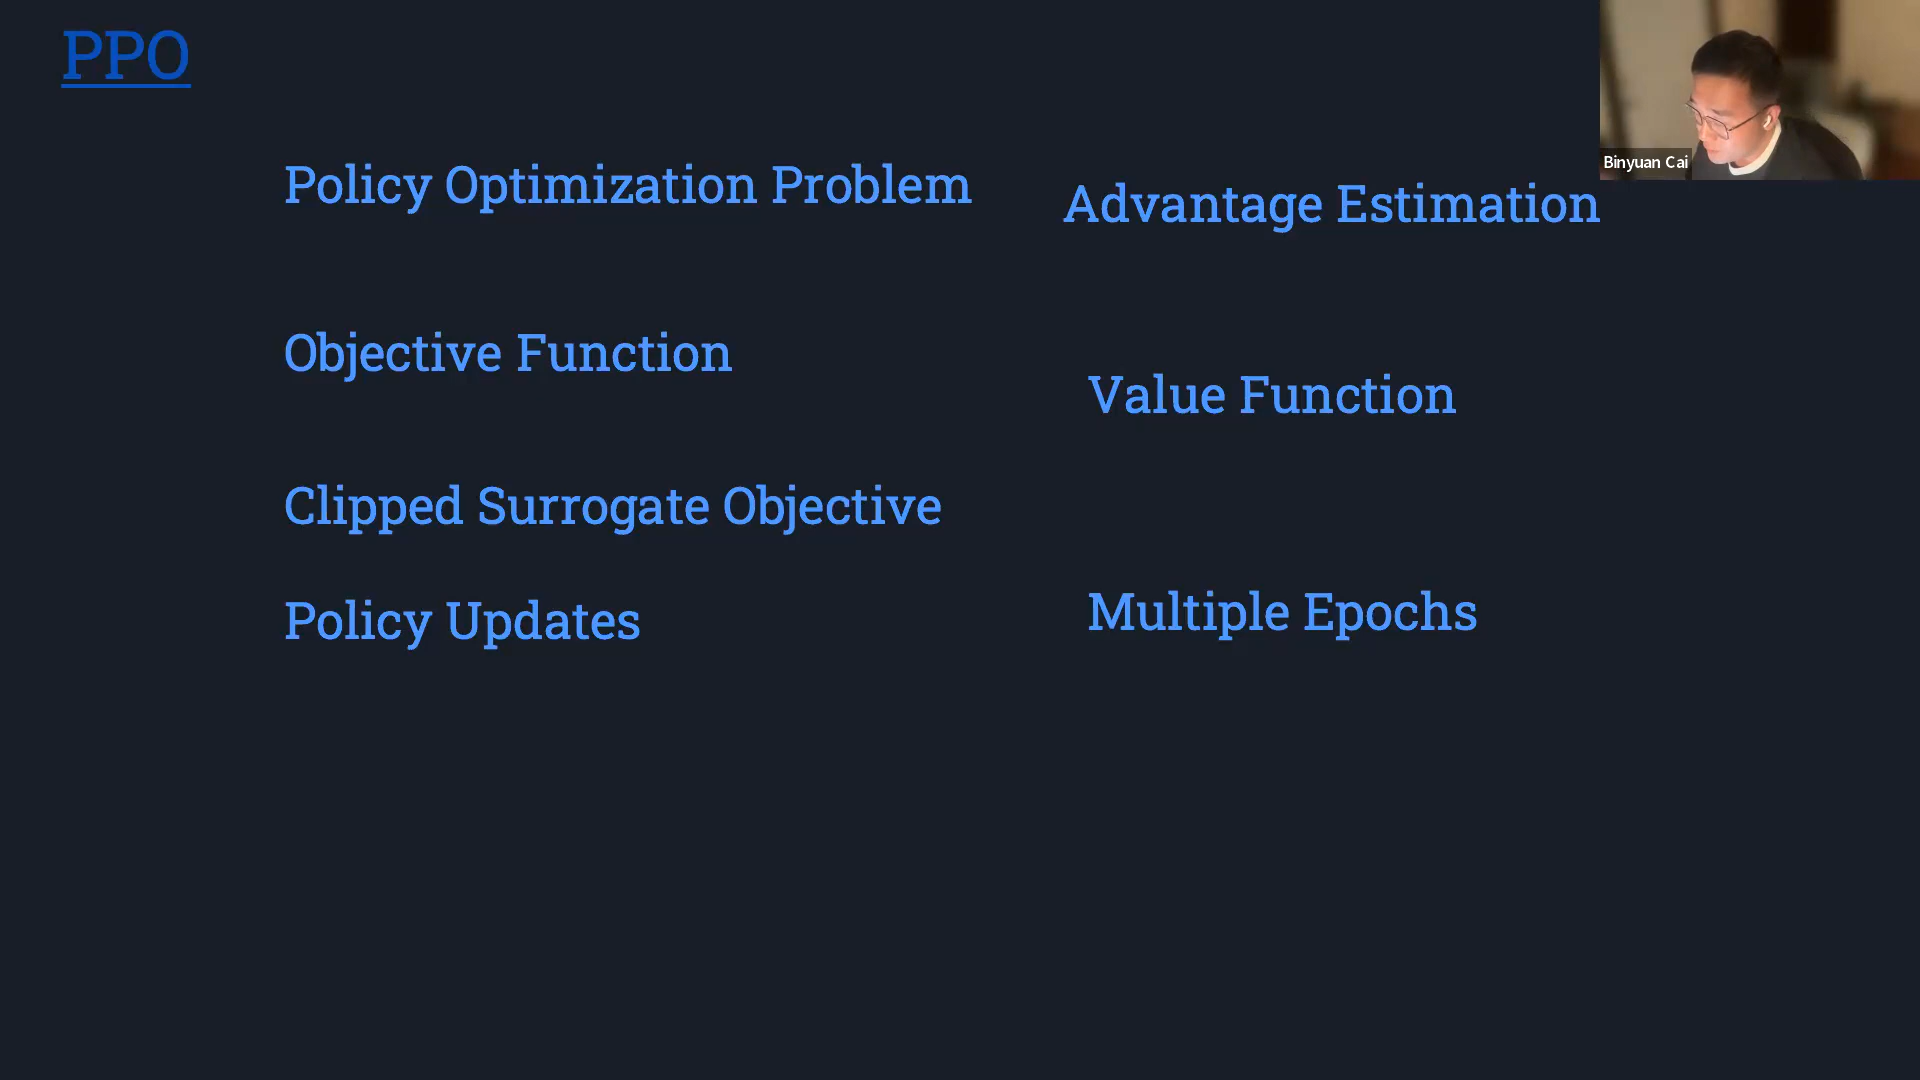 PPO
Binyuan Cai
Policy Optimization Problem
Advantage Estimation
Objective Function
Value Function
Clipped Surrogate Objective
Policy Updates
Multiple Epochs